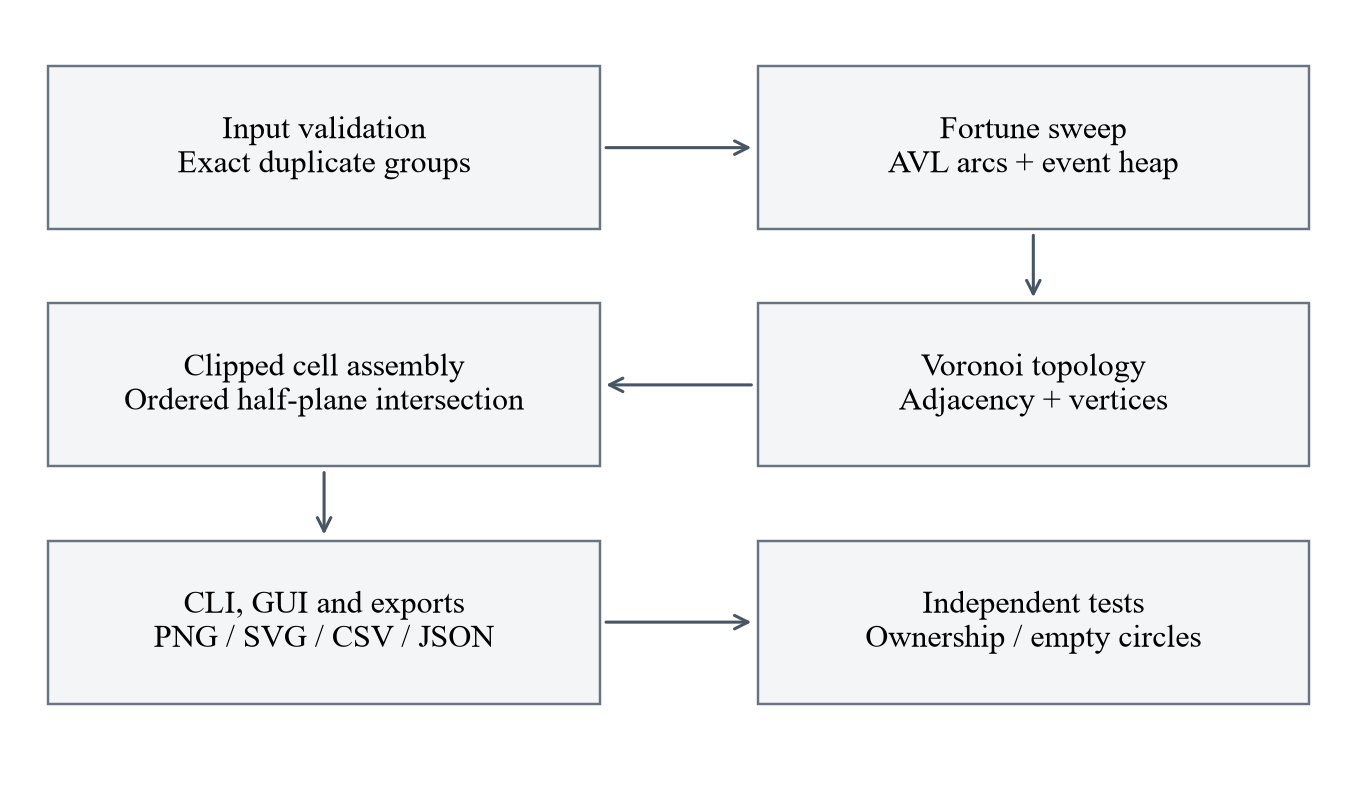 Input validation
Exact duplicate groups
Fortune sweep
AVL arcs + event heap
Clipped cell assembly
Ordered half-plane intersection
Voronoi topology
Adjacency + vertices
CLI, GUI and exports
PNG / SVG / CSV / JSON
Independent tests
Ownership / empty circles